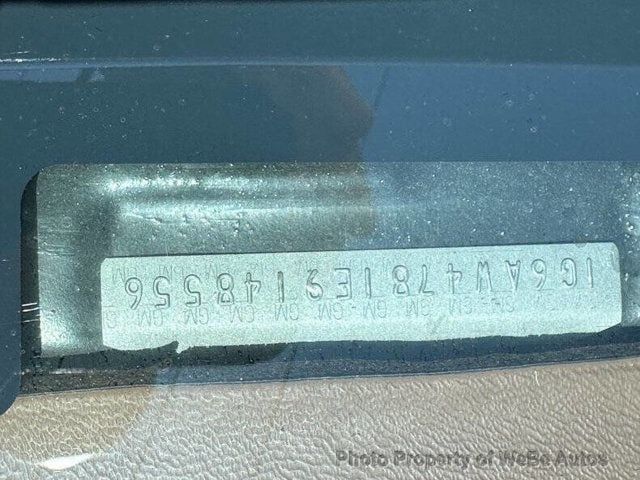 1G6AW4781E9148556
Photo Property of WeBe Autos